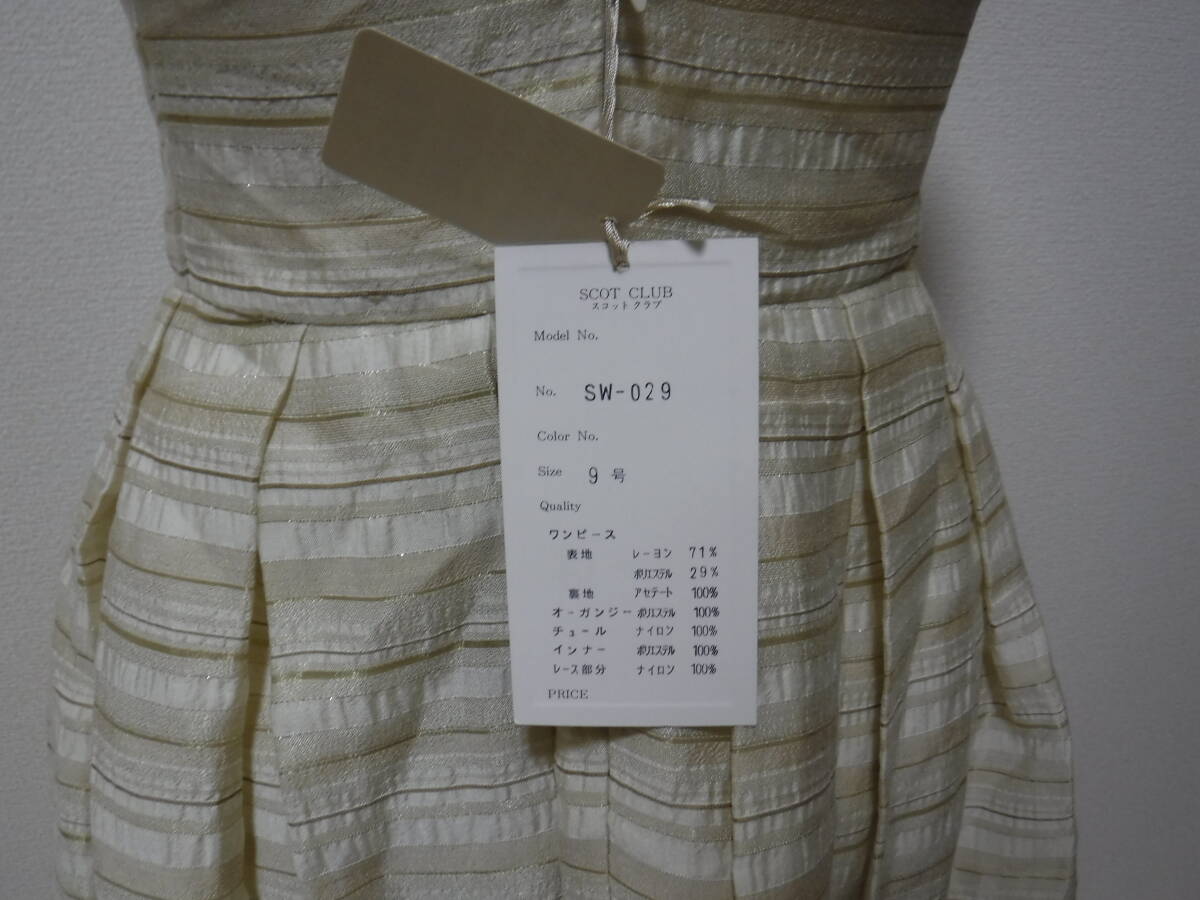 SCOT CLUB
スコットクラブ
Model No.
No. SW-029
Color No.
Size 9 号
Quality
ワンピース
表地 レーヨン 71%
ポリエステル 29%
裏地 アセテート 100%
オーガンジー ポリエステル 100%
チュール ナイロン 100%
インナー ポリエステル 100%
レース部分 ナイロン 100%
PRICE